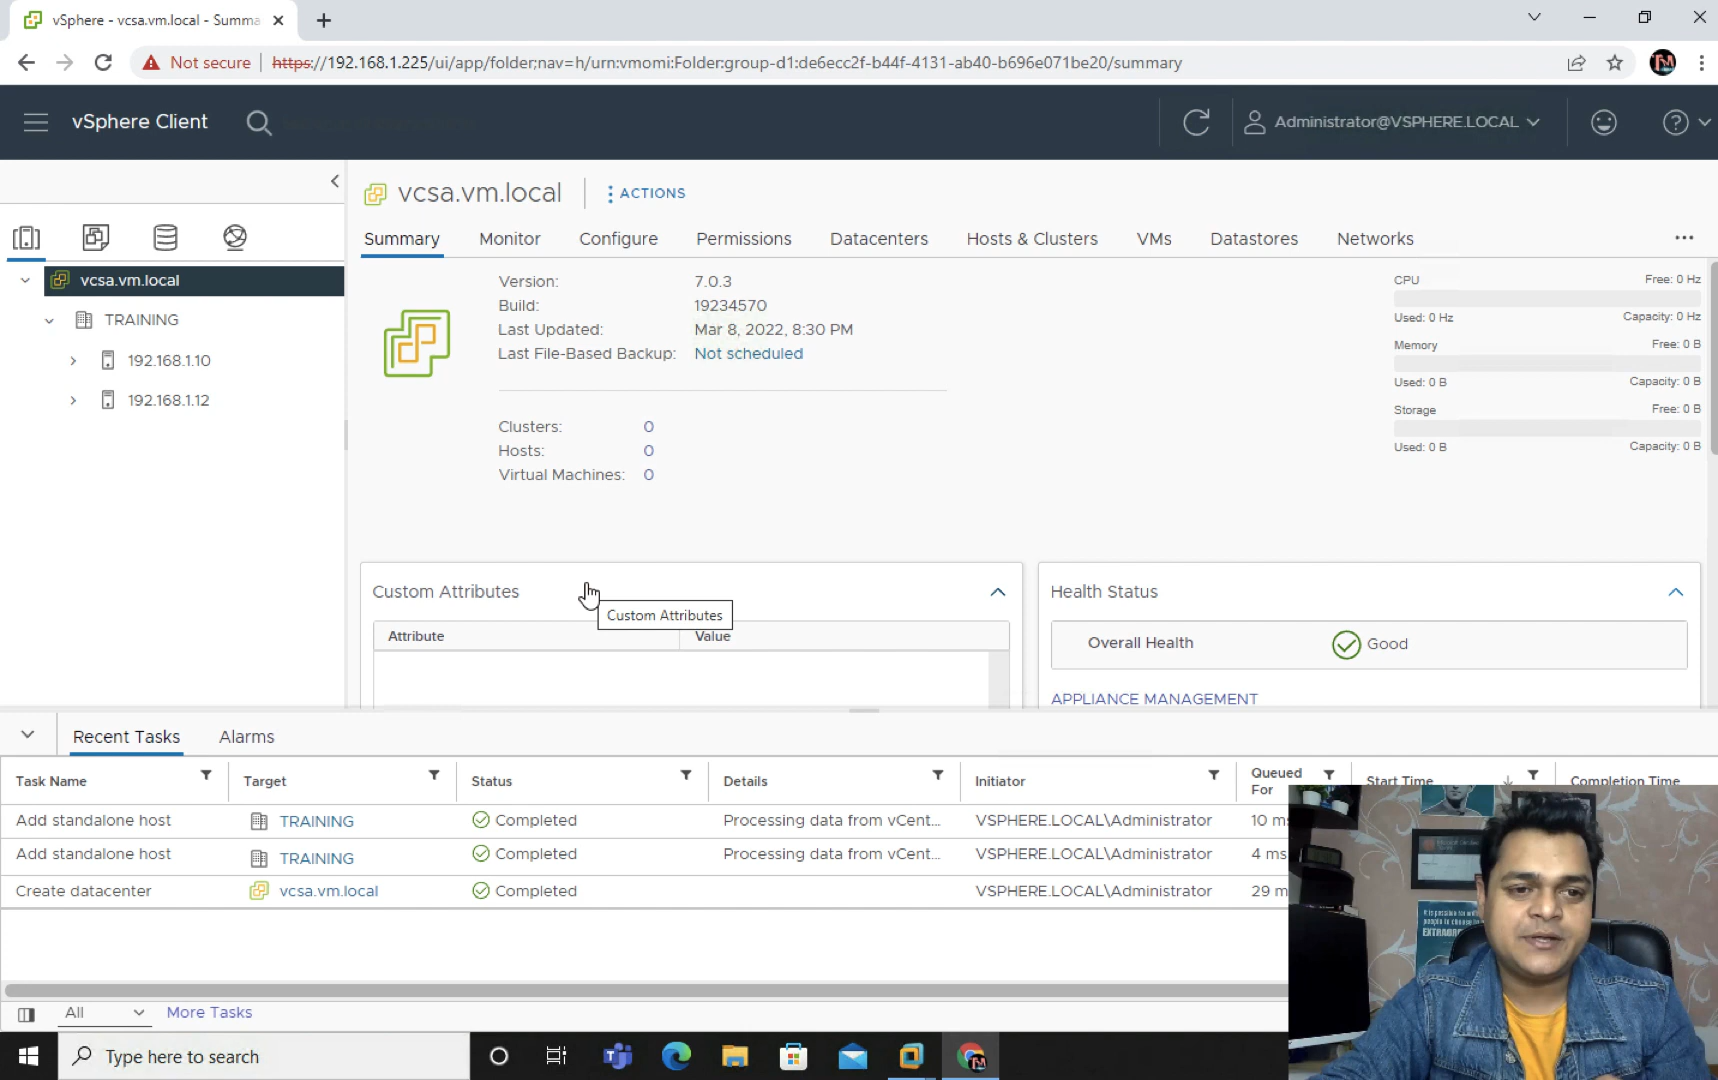 vSphere - vcsa.vm.local - Summa
Not secure | https://192.168.1.225/ui/app/folder;nav=h/urn:vmomi:Folder:group-d1:de6ecc2f-b44f-4131-ab40-b696e071be20/summary
vSphere Client
Administrator@VSPHERE.LOCAL
vcsa.vm.local
ACTIONS
Summary Monitor Configure Permissions Datacenters Hosts & Clusters VMs Datastores Networks
vcsa.vm.local
TRAINING
192.168.1.10
192.168.1.12
Version: 7.0.3
Build: 19234570
Last Updated: Mar 8, 2022, 8:30 PM
Last File-Based Backup: Not scheduled
Clusters: 0
Hosts: 0
Virtual Machines: 0
CPU Free: 0 Hz
Used: 0 Hz Capacity: 0 Hz
Memory Free: 0 B
Used: 0 B Capacity: 0 B
Storage Free: 0 B
Used: 0 B Capacity: 0 B
Custom Attributes
Custom Attributes
Attribute Value
Health Status
Overall Health Good
APPLIANCE MANAGEMENT
Recent Tasks Alarms
Task Name Target Status Details Initiator Queued For Start Time Completion Time
Add standalone host TRAINING Completed Processing data from vCent... VSPHERE.LOCAL\Administrator 10 ms
Add standalone host TRAINING Completed Processing data from vCent... VSPHERE.LOCAL\Administrator 4 ms
Create datacenter vcsa.vm.local Completed VSPHERE.LOCAL\Administrator 29 m
All More Tasks
Type here to search
EXTRAOR